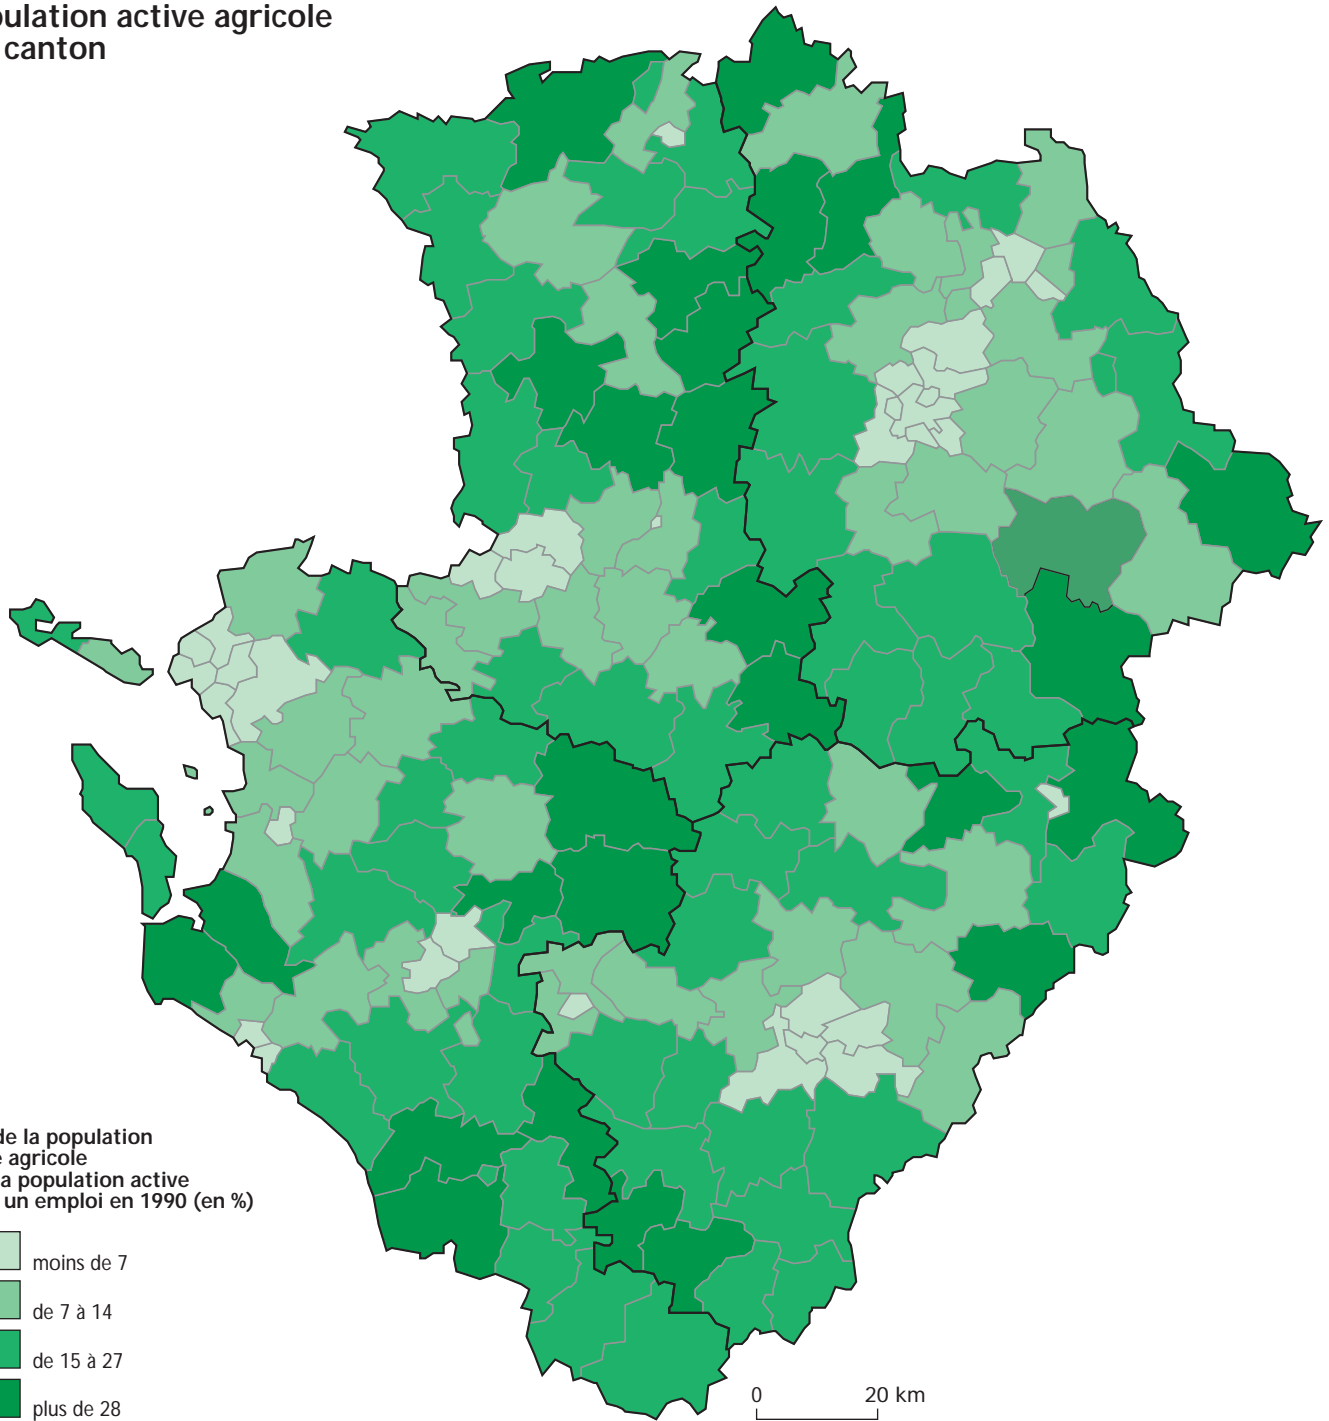 ulation active agricole
canton
de la population
agricole
a population active
un emploi en 1990 (en %)
moins de 7
de 7 à 14
de 15 à 27
plus de 28
0 20 km